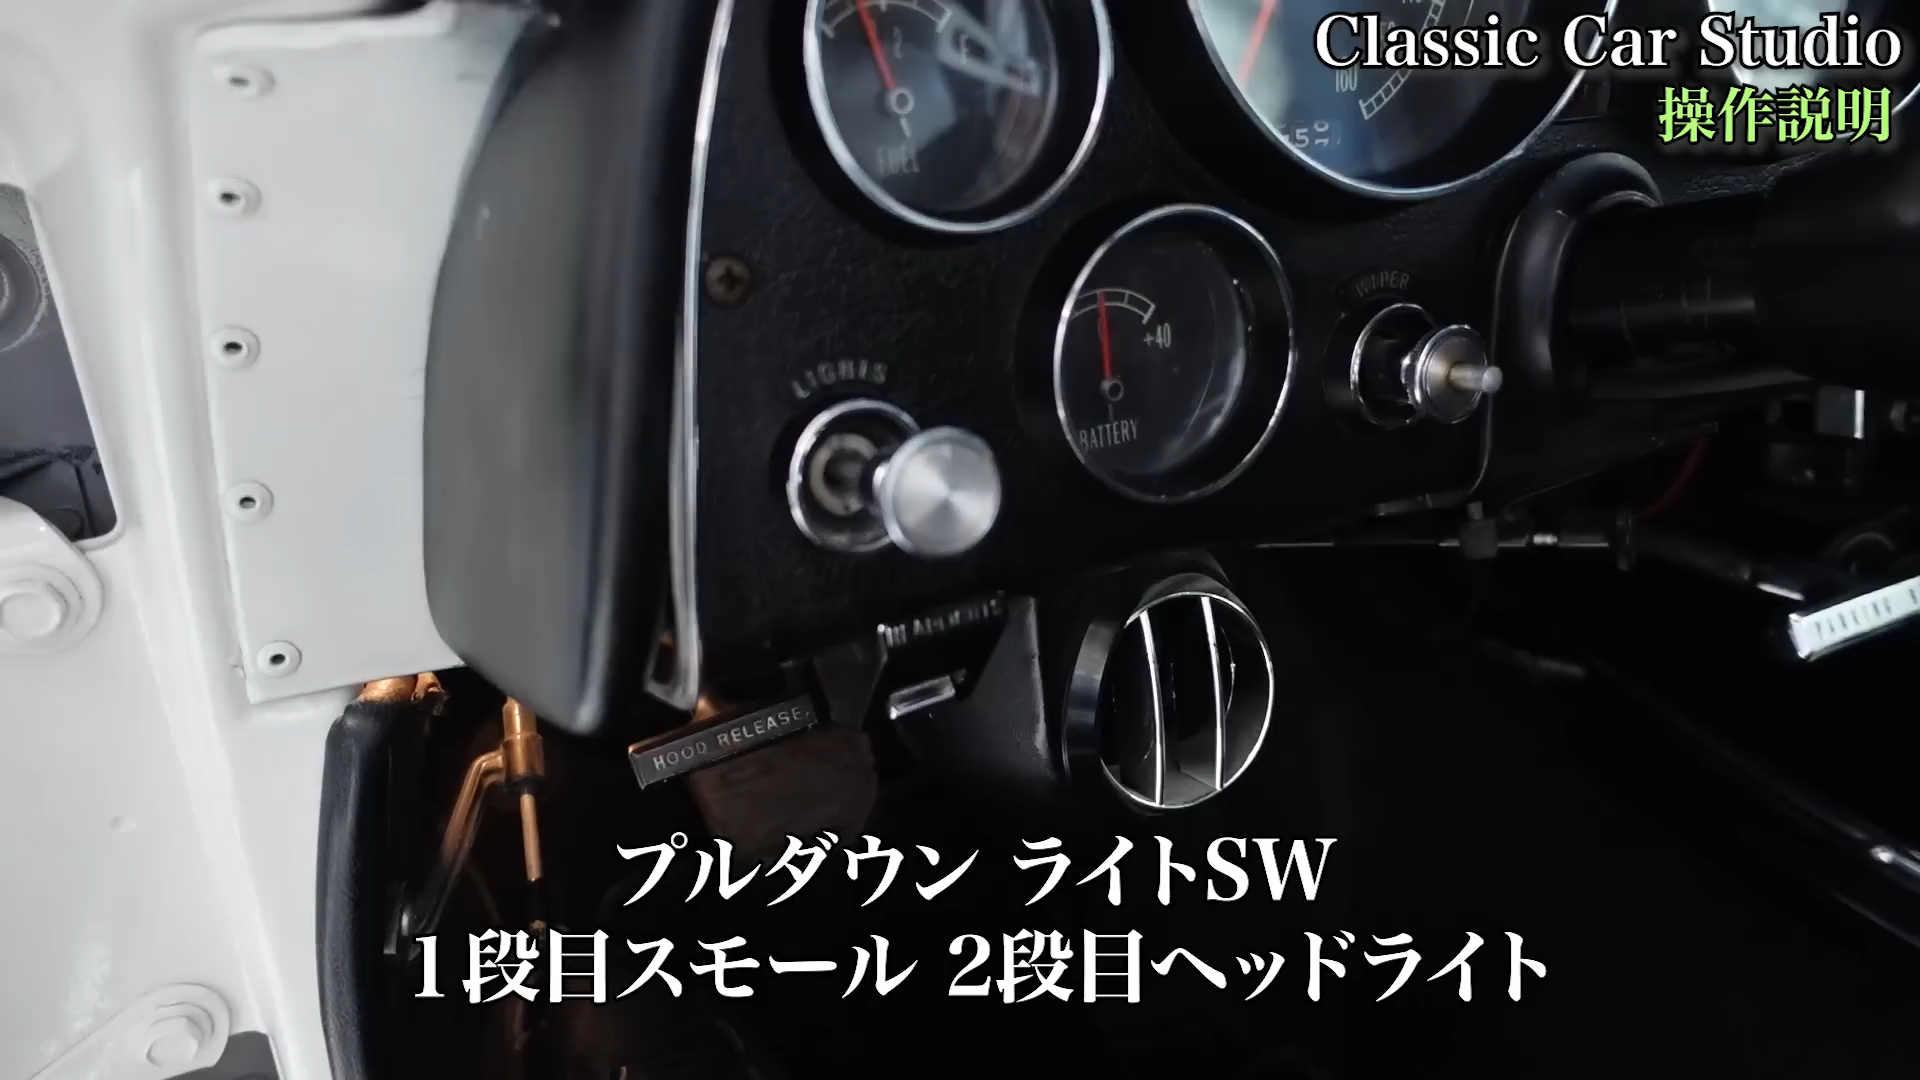 Classic Car Studio
操作説明
FUEL
160
WIPER
LIGHTS
+40
BATTERY
HOOD RELEASE
PARKING
プルダウン ライトSW
1段目スモール 2段目ヘッドライト